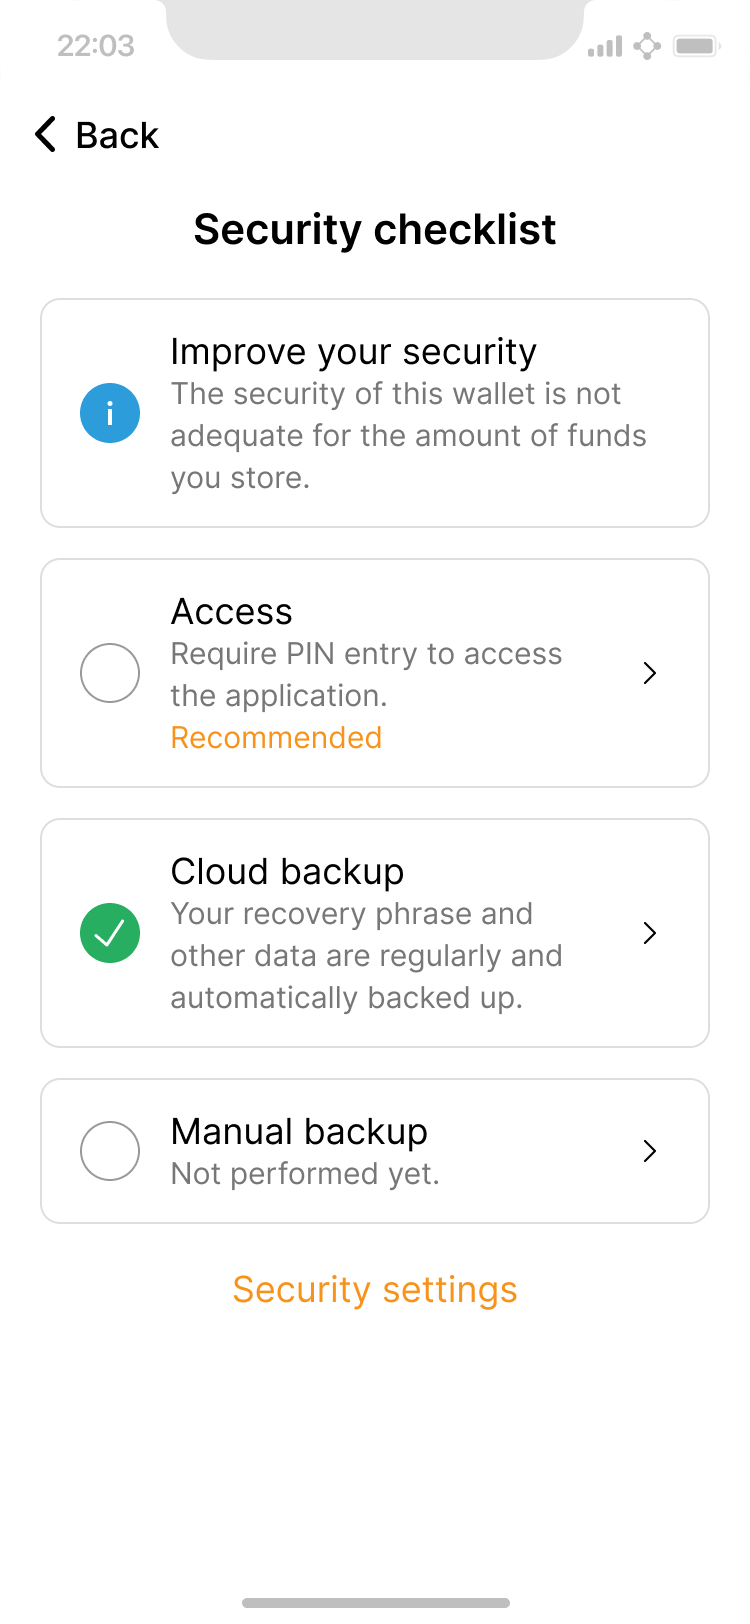 22:03
Back
Security checklist
Improve your security
The security of this wallet is not
adequate for the amount of funds
you store.
Access
Require PIN entry to access
the application.
Recommended
Cloud backup
Your recovery phrase and
other data are regularly and
automatically backed up.
Manual backup
Not performed yet.
Security settings